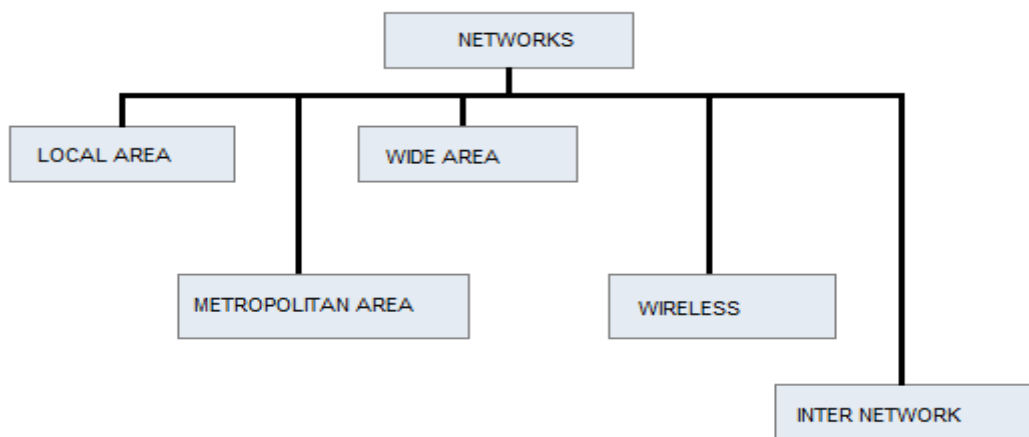 NETWORKS
LOCAL AREA
WIDE AREA
METROPOLITAN AREA
WIRELESS
INTER NETWORK